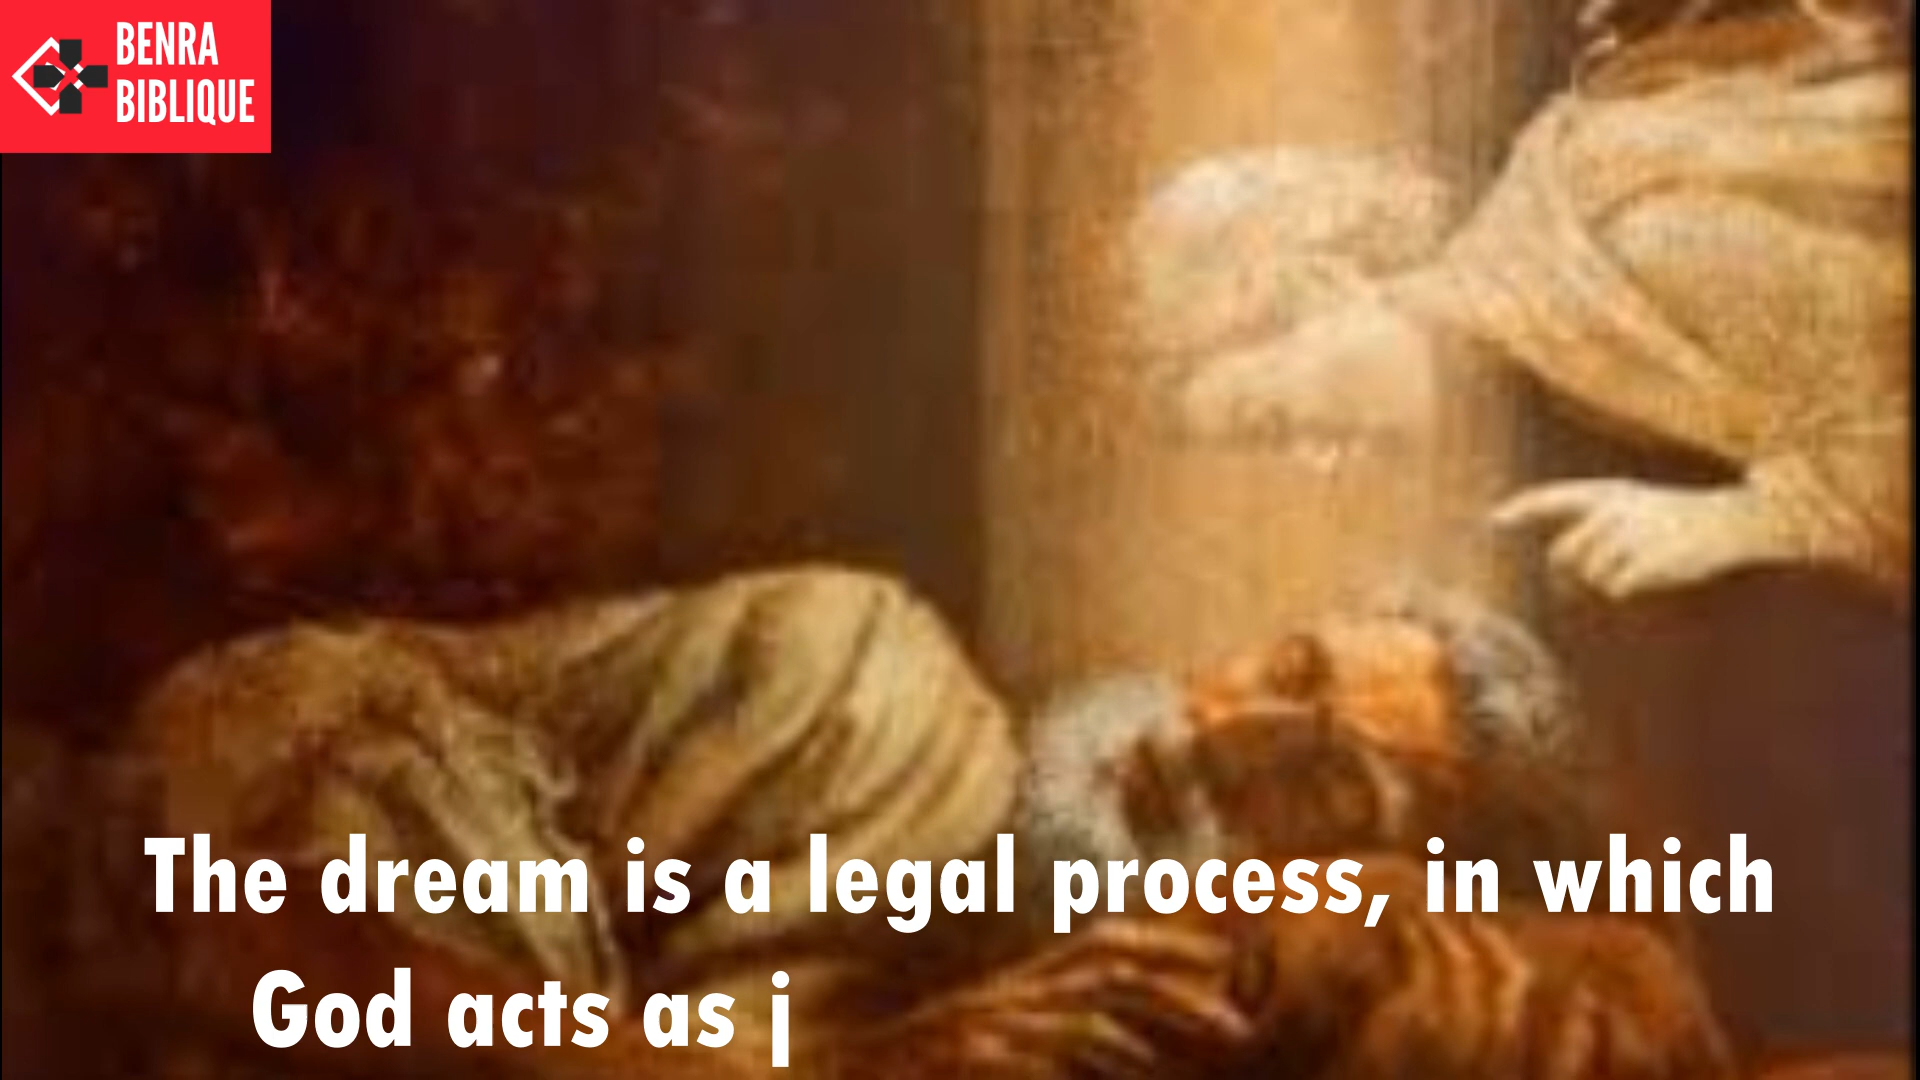 BENRA
BIBLIQUE
The dream is a legal process, in which
God acts as j